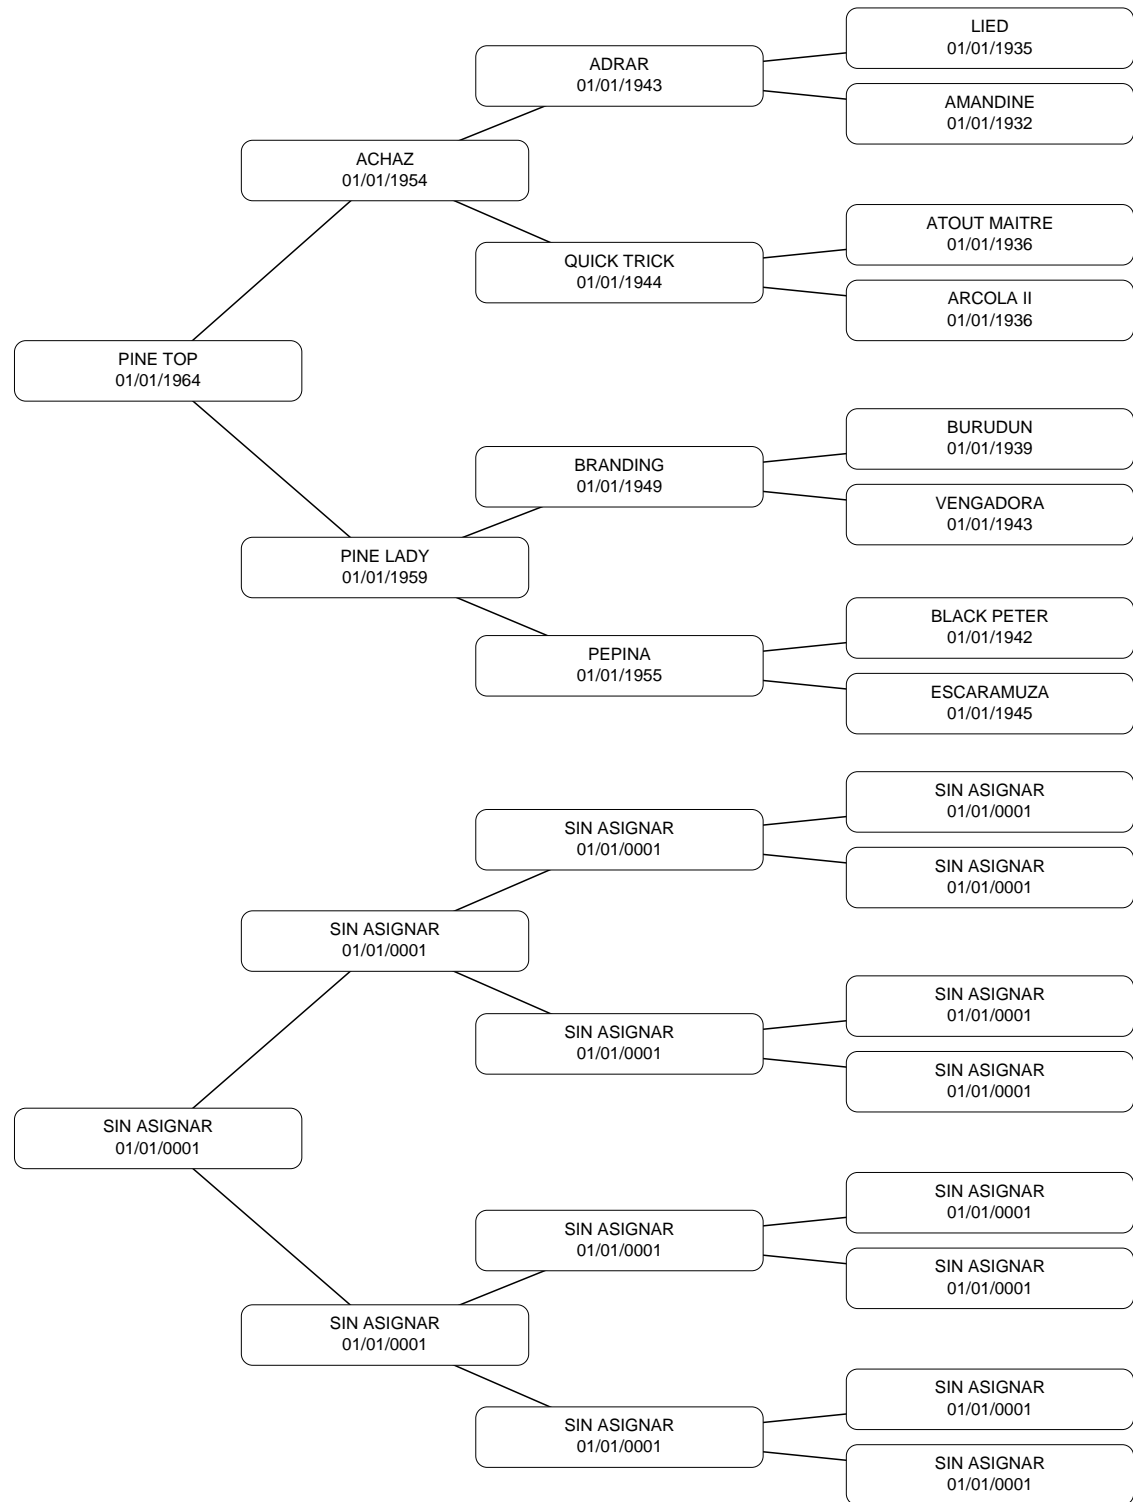 LIED
01/01/1935
ADRAR
01/01/1943
AMANDINE
01/01/1932
ACHAZ
01/01/1954
ATOUT MAITRE
01/01/1936
QUICK TRICK
01/01/1944
ARCOLA II
01/01/1936
PINE TOP
01/01/1964
BURUDUN
01/01/1939
BRANDING
01/01/1949
VENGADORA
01/01/1943
PINE LADY
01/01/1959
BLACK PETER
01/01/1942
PEPINA
01/01/1955
ESCARAMUZA
01/01/1945
SIN ASIGNAR
01/01/0001
SIN ASIGNAR
01/01/0001
SIN ASIGNAR
01/01/0001
SIN ASIGNAR
01/01/0001
SIN ASIGNAR
01/01/0001
SIN ASIGNAR
01/01/0001
SIN ASIGNAR
01/01/0001
SIN ASIGNAR
01/01/0001
SIN ASIGNAR
01/01/0001
SIN ASIGNAR
01/01/0001
SIN ASIGNAR
01/01/0001
SIN ASIGNAR
01/01/0001
SIN ASIGNAR
01/01/0001
SIN ASIGNAR
01/01/0001
SIN ASIGNAR
01/01/0001